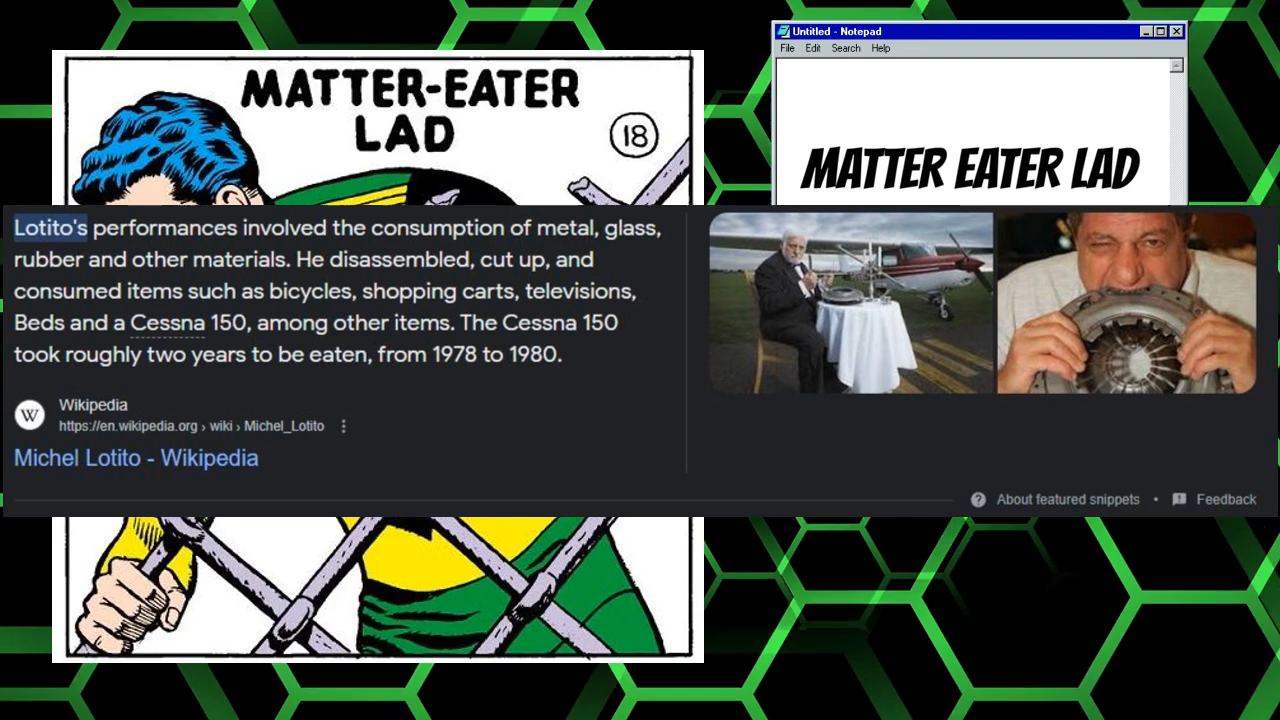 MATTER-EATER
LAD
18
Untitled - Notepad
File Edit Search Help
MATTER EATER LAD
Lotito's performances involved the consumption of metal, glass,
rubber and other materials. He disassembled, cut up, and
consumed items such as bicycles, shopping carts, televisions,
Beds and a Cessna 150, among other items. The Cessna 150
took roughly two years to be eaten, from 1978 to 1980.
W
Wikipedia
https://en.wikipedia.org › wiki › Michel_Lotito
Michel Lotito - Wikipedia
About featured snippets • Feedback